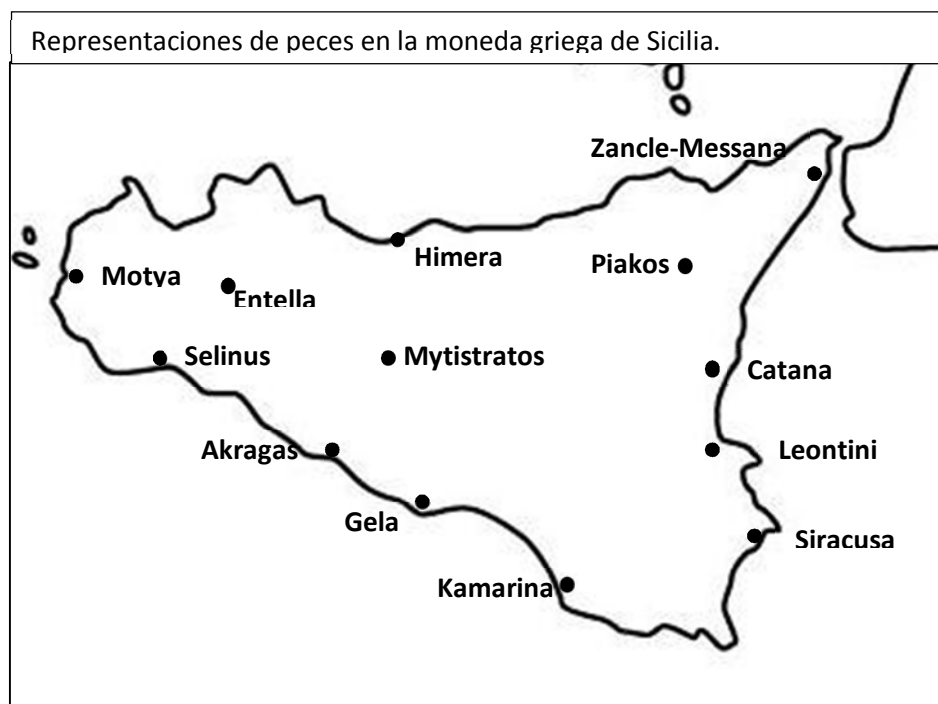 Representaciones de peces en la moneda griega de Sicilia.
Zancle-Messana
Himera
Piakos
Motya
Entella
Selinus
Mytistratos
Catana
Akragas
Leontini
Gela
Siracusa
Kamarina